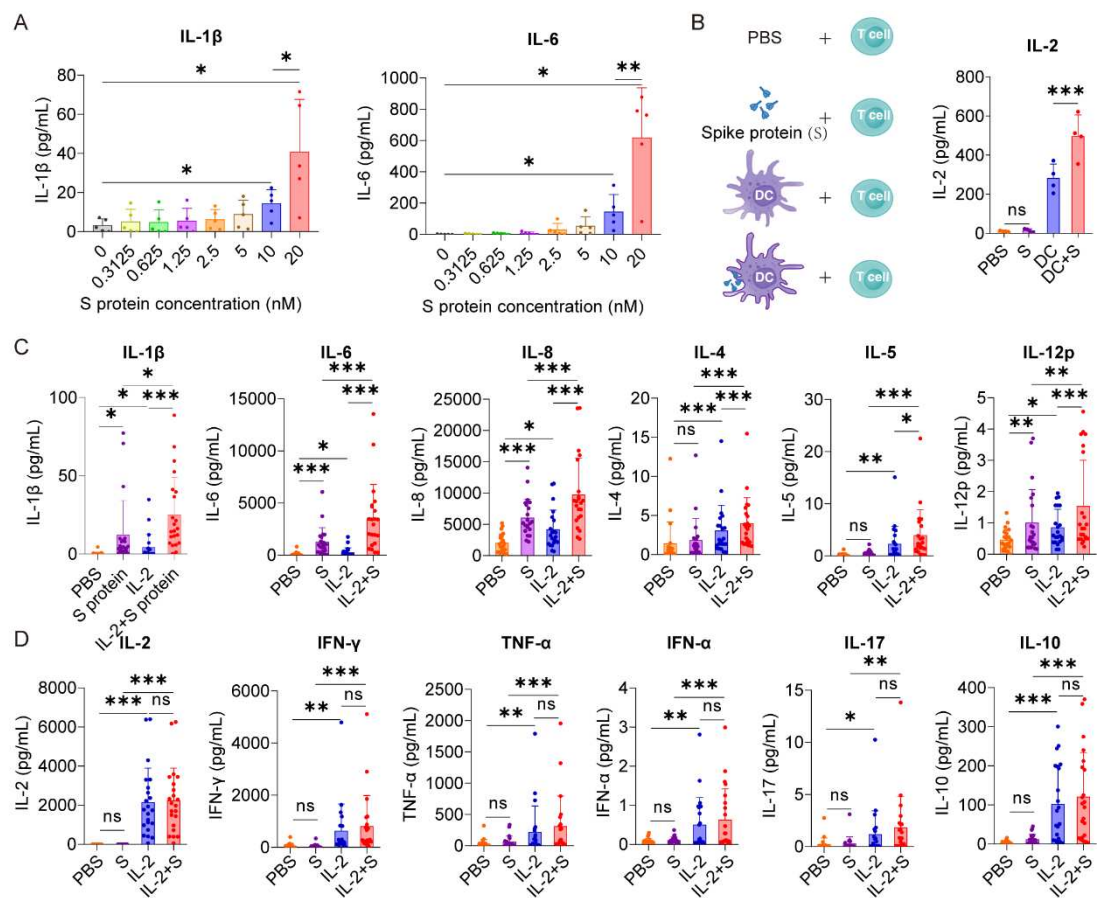 A
IL-1β
IL-1β (pg/mL)
80
60
40
20
0
*
*
*
0
0.3125
0.625
1.25
2.5
5
10
20
S protein concentration (nM)
IL-6
IL-6 (pg/mL)
1000
800
600
400
200
0
*
**
*
0
0.3125
0.625
1.25
2.5
5
10
20
S protein concentration (nM)
B
PBS + T cell
Spike protein (S) + T cell
DC + T cell
DC + T cell
IL-2
IL-2 (pg/mL)
800
600
400
200
0
***
ns
PBS
S
DC
DC+S
C
IL-1β
IL-1β (pg/mL)
100
50
0
*
*
***
*
PBS
S protein
IL-2
IL-2+S protein
IL-6
IL-6 (pg/mL)
15000
10000
5000
0
***
***
*
***
PBS
S
IL-2
IL-2+S
IL-8
IL-8 (pg/mL)
25000
20000
15000
10000
5000
0
***
***
*
***
PBS
S
IL-2
IL-2+S
IL-4
IL-4 (pg/mL)
20
15
10
5
0
***
***
***
ns
PBS
S
IL-2
IL-2+S
IL-5
IL-5 (pg/mL)
30
20
10
0
***
*
**
ns
PBS
S
IL-2
IL-2+S
IL-12p
IL-12p (pg/mL)
5
4
3
2
1
0
**
***
*
**
PBS
S
IL-2
IL-2+S
D
IL-2
IL-2 (pg/mL)
8000
6000
4000
2000
0
***
***
ns
ns
PBS
S
IL-2
IL-2+S
IFN-γ
IFN-γ (pg/mL)
6000
4000
2000
0
***
ns
**
ns
PBS
S
IL-2
IL-2+S
TNF-α
TNF-α (pg/mL)
2500
2000
1500
1000
500
0
***
ns
**
ns
PBS
S
IL-2
IL-2+S
IFN-α
IFN-α (pg/mL)
4
3
2
1
0
***
ns
**
ns
PBS
S
IL-2
IL-2+S
IL-17
IL-17 (pg/mL)
15
10
5
0
**
ns
*
ns
PBS
S
IL-2
IL-2+S
IL-10
IL-10 (pg/mL)
400
300
200
100
0
***
ns
***
ns
PBS
S
IL-2
IL-2+S